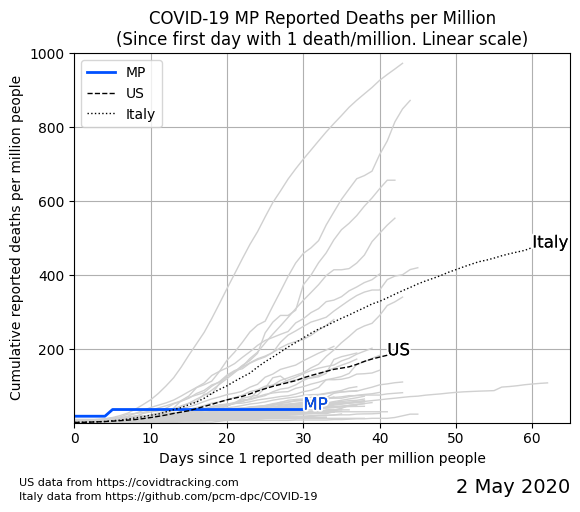 COVID-19 MP Reported Deaths per Million
(Since first day with 1 death/million. Linear scale)
Cumulative reported deaths per million people
1000
800
600
400
200
MP
US
Italy
Italy
US
MP
0
10
20
30
40
50
60
Days since 1 reported death per million people
US data from https://covidtracking.com
Italy data from https://github.com/pcm-dpc/COVID-19
2 May 2020